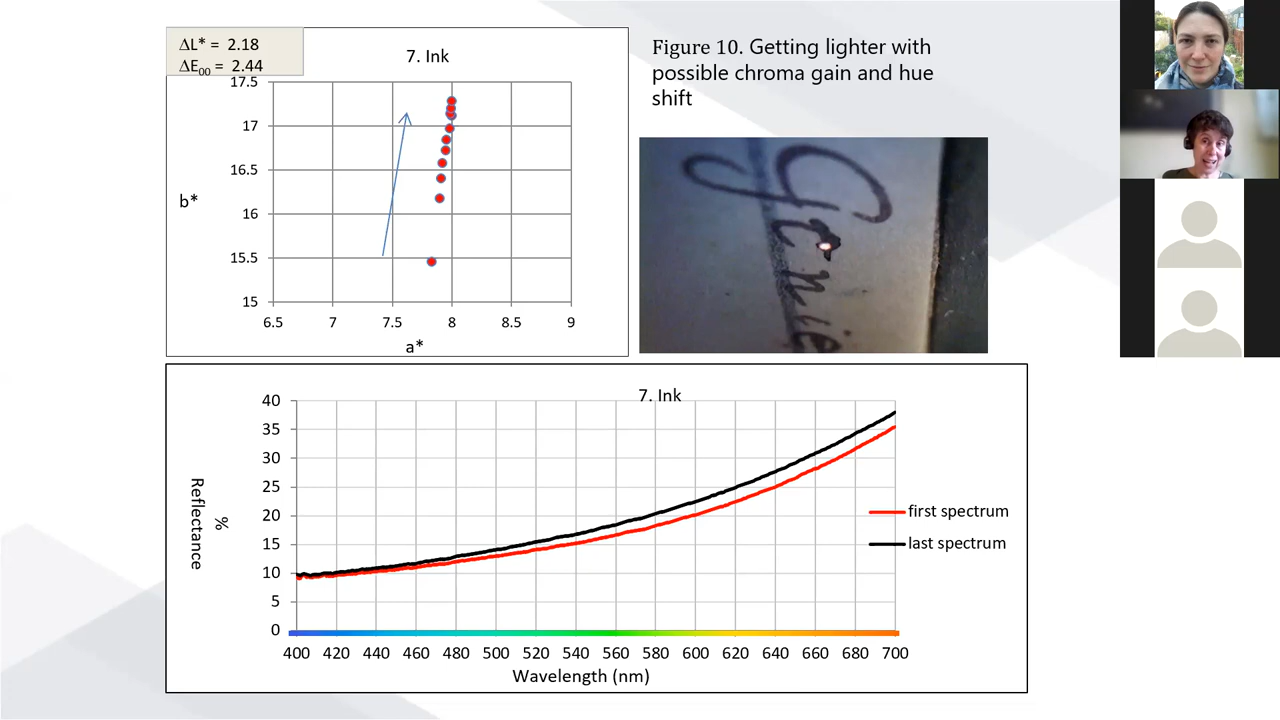 ΔL* = 2.18
ΔE00 = 2.44
7. Ink
17.5
17
16.5
16
15.5
15
b*
6.5 7 7.5 8 8.5 9
a*
Figure 10. Getting lighter with
possible chroma gain and hue
shift
7. Ink
40
35
30
25
20
15
10
5
0
Reflectance
%
first spectrum
last spectrum
400 420 440 460 480 500 520 540 560 580 600 620 640 660 680 700
Wavelength (nm)